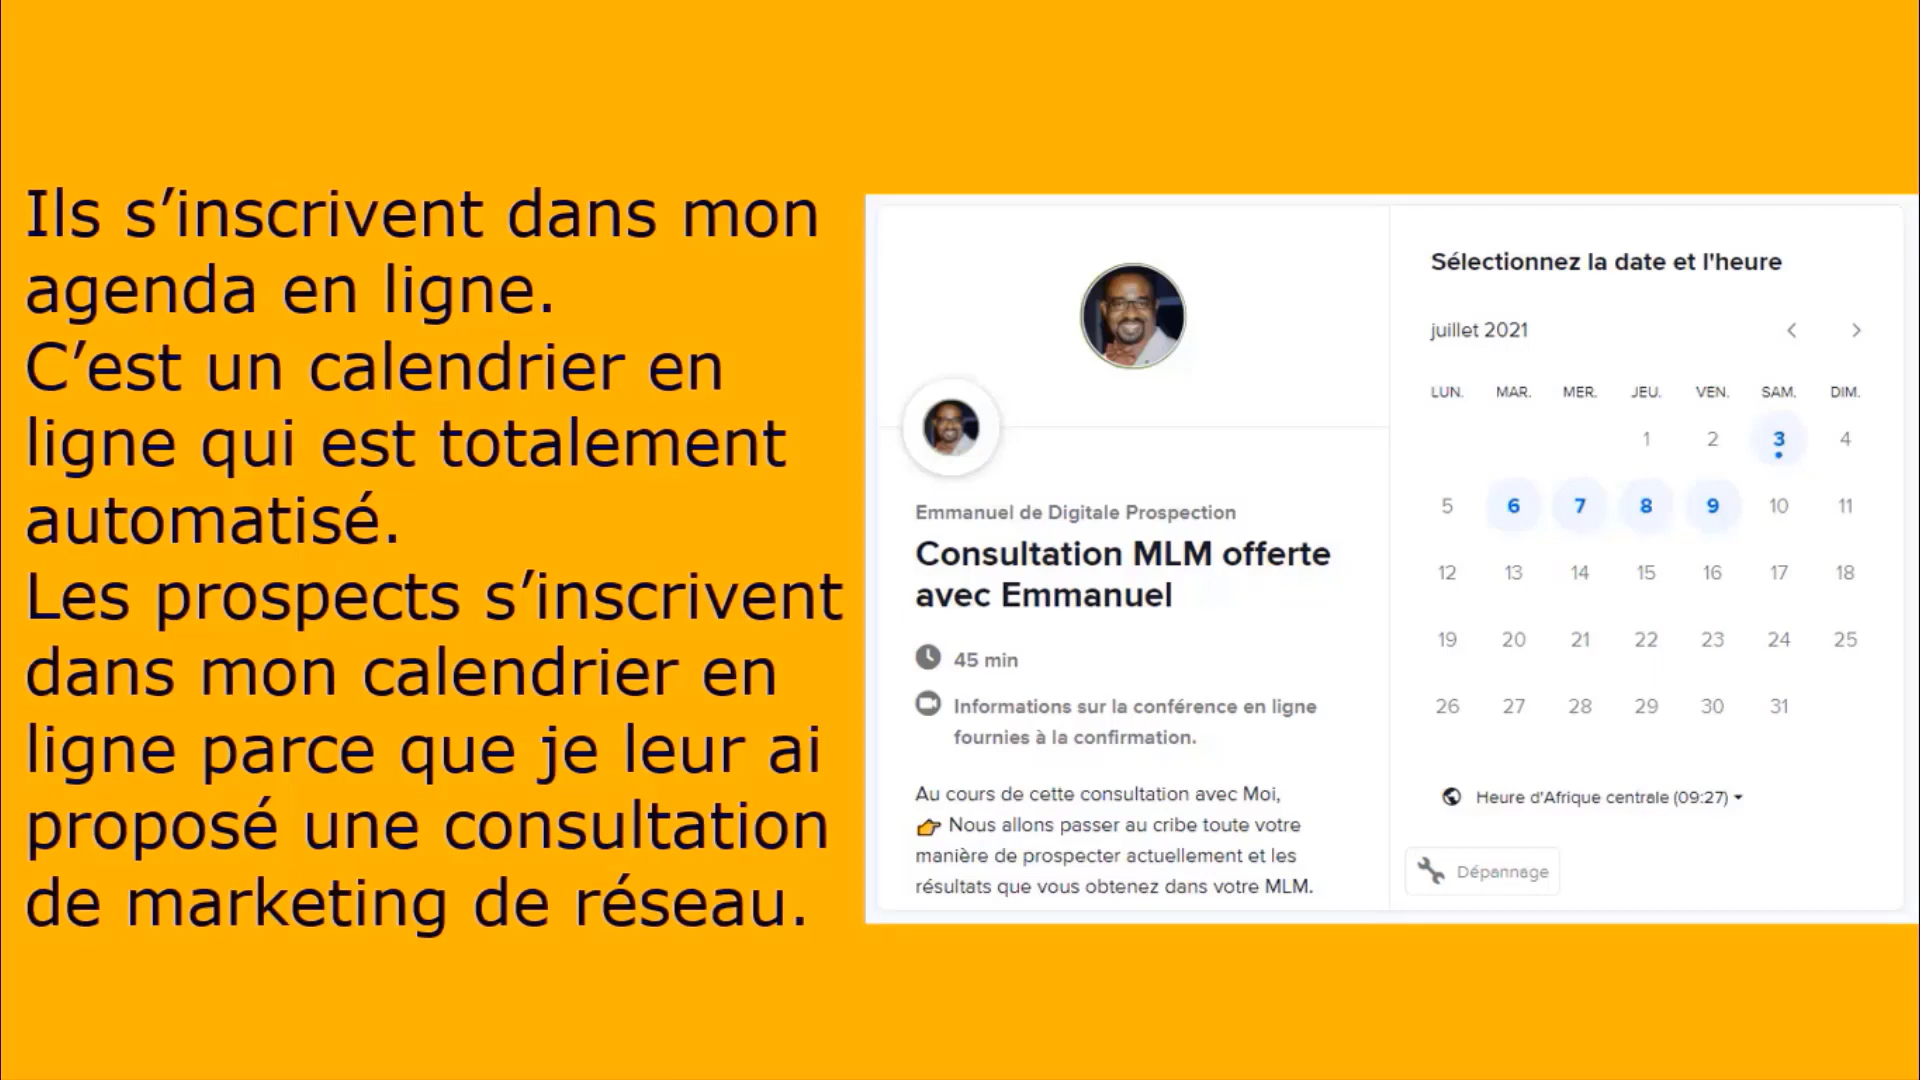 Ils s’inscrivent dans mon
agenda en ligne.
C’est un calendrier en
ligne qui est totalement
automatisé.
Les prospects s’inscrivent
dans mon calendrier en
ligne parce que je leur ai
proposé une consultation
de marketing de réseau.
Emmanuel de Digitale Prospection
Consultation MLM offerte
avec Emmanuel
45 min
Informations sur la conférence en ligne
fournies à la confirmation.
Au cours de cette consultation avec Moi,
👉 Nous allons passer au cribe toute votre
manière de prospecter actuellement et les
résultats que vous obtenez dans votre MLM.
Sélectionnez la date et l'heure
juillet 2021
LUN. MAR. MER. JEU. VEN. SAM. DIM.
1 2 3 4
5 6 7 8 9 10 11
12 13 14 15 16 17 18
19 20 21 22 23 24 25
26 27 28 29 30 31
Heure d'Afrique centrale (09:27)
Dépannage